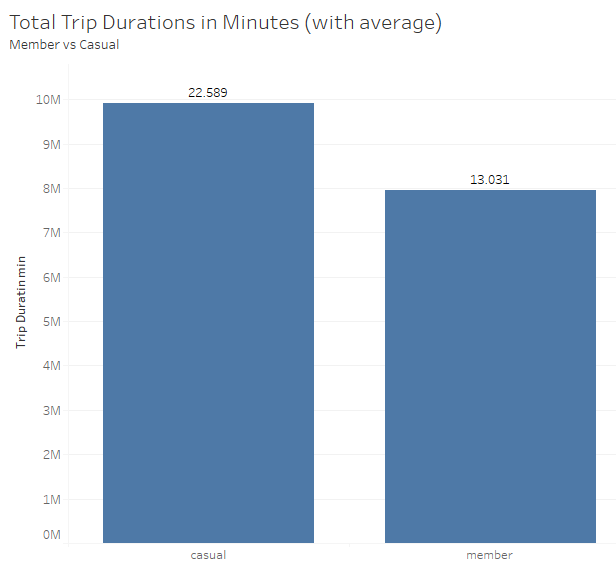 Total Trip Durations in Minutes (with average)
Member vs Casual
22.589
13.031
10M
9M
8M
7M
6M
5M
4M
3M
2M
1M
0M
Trip Duratin min
casual
member